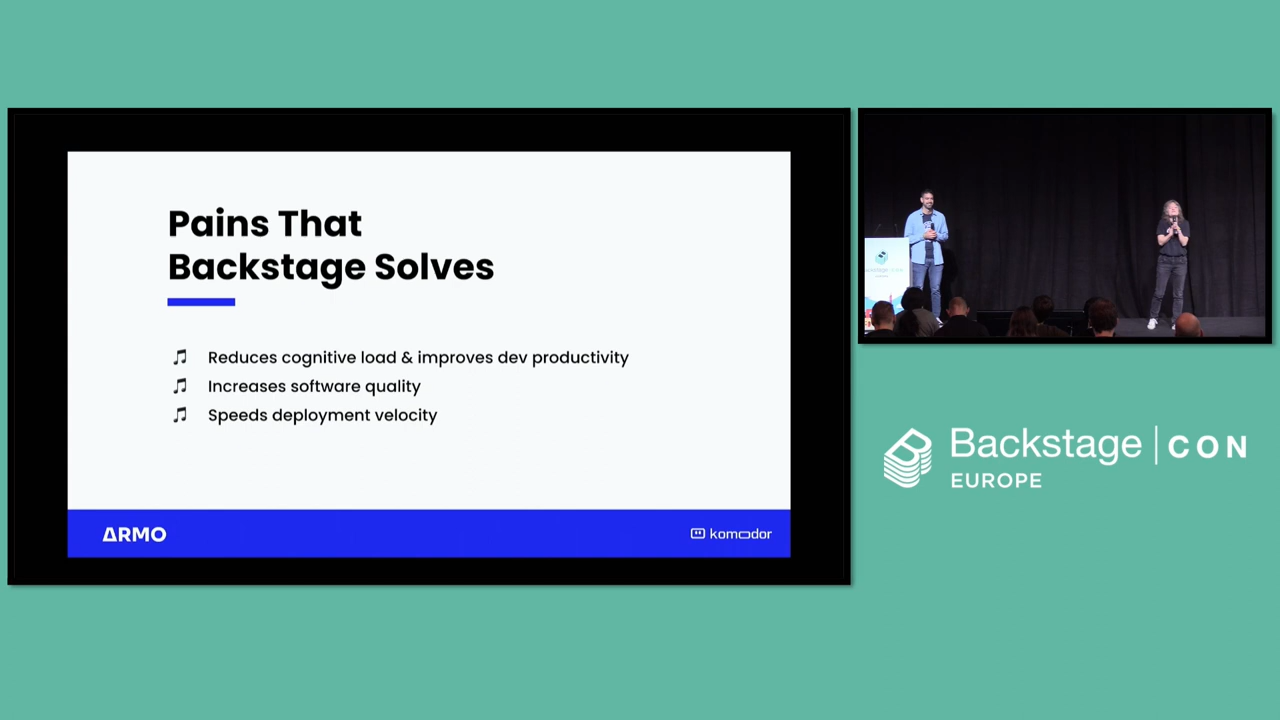 Pains That
Backstage Solves
Reduces cognitive load & improves dev productivity
Increases software quality
Speeds deployment velocity
ARMO
komodor
Backstage | CON
EUROPE